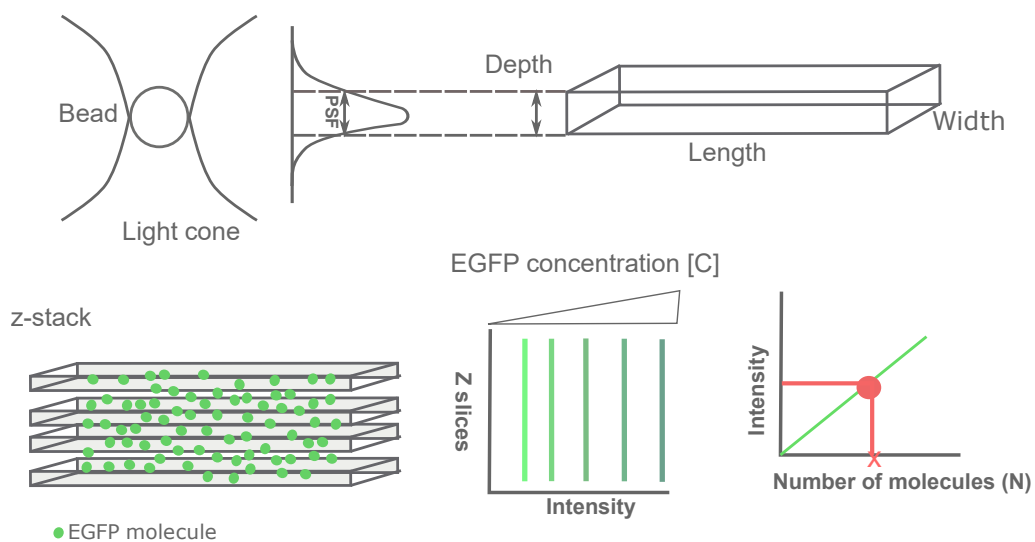 Bead
Light cone
PSF
Depth
Length
Width
EGFP concentration [C]
z-stack
EGFP molecule
Z slices
Intensity
Intensity
X
Number of molecules (N)